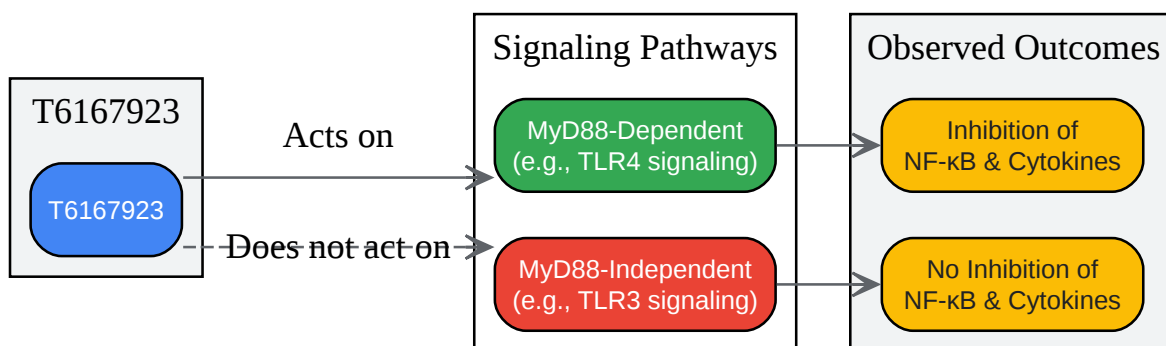 T6167923
T6167923
Acts on
Does not act on
Signaling Pathways
MyD88-Dependent
(e.g., TLR4 signaling)
MyD88-Independent
(e.g., TLR3 signaling)
Observed Outcomes
Inhibition of
NF-κB & Cytokines
No Inhibition of
NF-κB & Cytokines